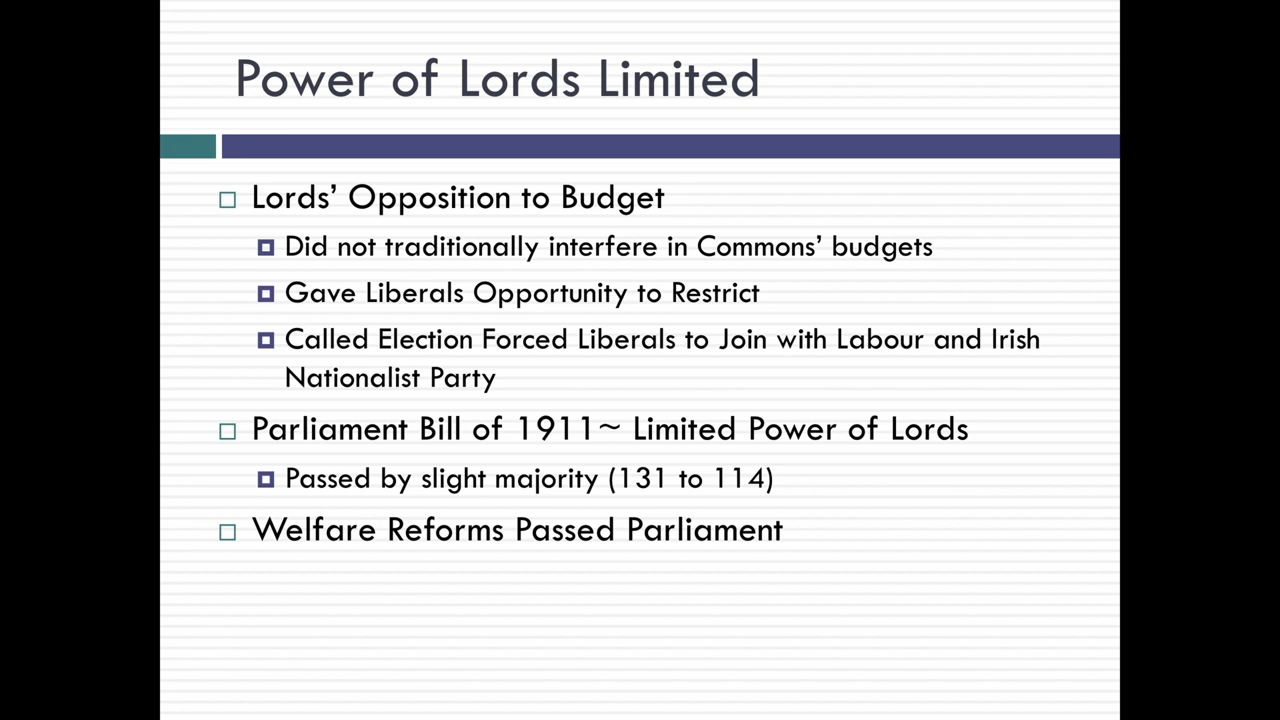 Power of Lords Limited
Lords’ Opposition to Budget
Did not traditionally interfere in Commons’ budgets
Gave Liberals Opportunity to Restrict
Called Election Forced Liberals to Join with Labour and Irish
Nationalist Party
Parliament Bill of 1911~ Limited Power of Lords
Passed by slight majority (131 to 114)
Welfare Reforms Passed Parliament